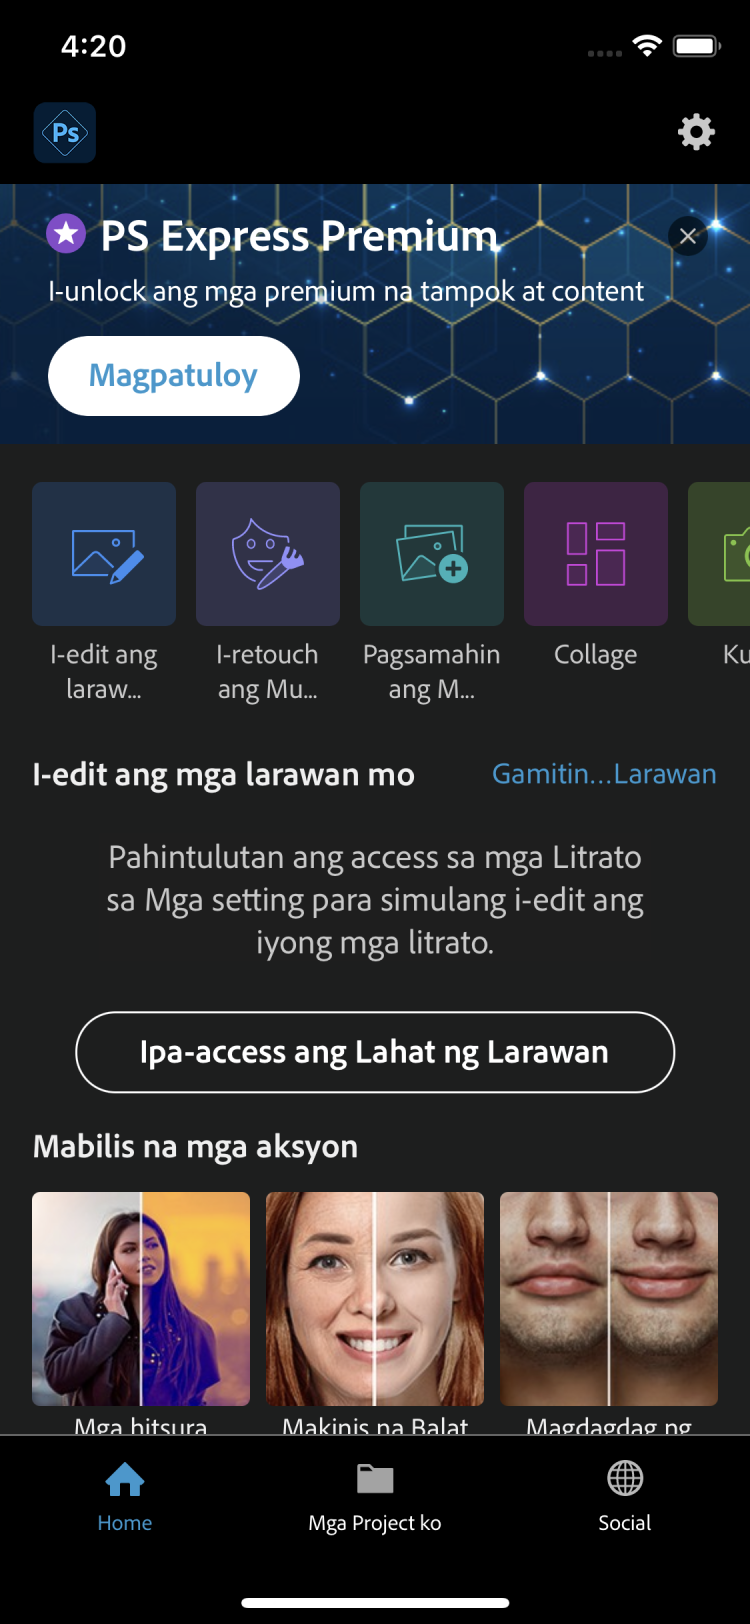 4:20
Ps
PS Express Premium
I-unlock ang mga premium na tampok at content
Magpatuloy
I-edit ang
laraw...
I-retouch
ang Mu...
Pagsamahin
ang M...
Collage
Ku
I-edit ang mga larawan mo
Gamitin...Larawan
Pahintulutan ang access sa mga Litrato
sa Mga setting para simulang i-edit ang
iyong mga litrato.
Ipa-access ang Lahat ng Larawan
Mabilis na mga aksyon
Mga hitsura
Makinis na Balat
Magdagdag ng
Home
Mga Project ko
Social